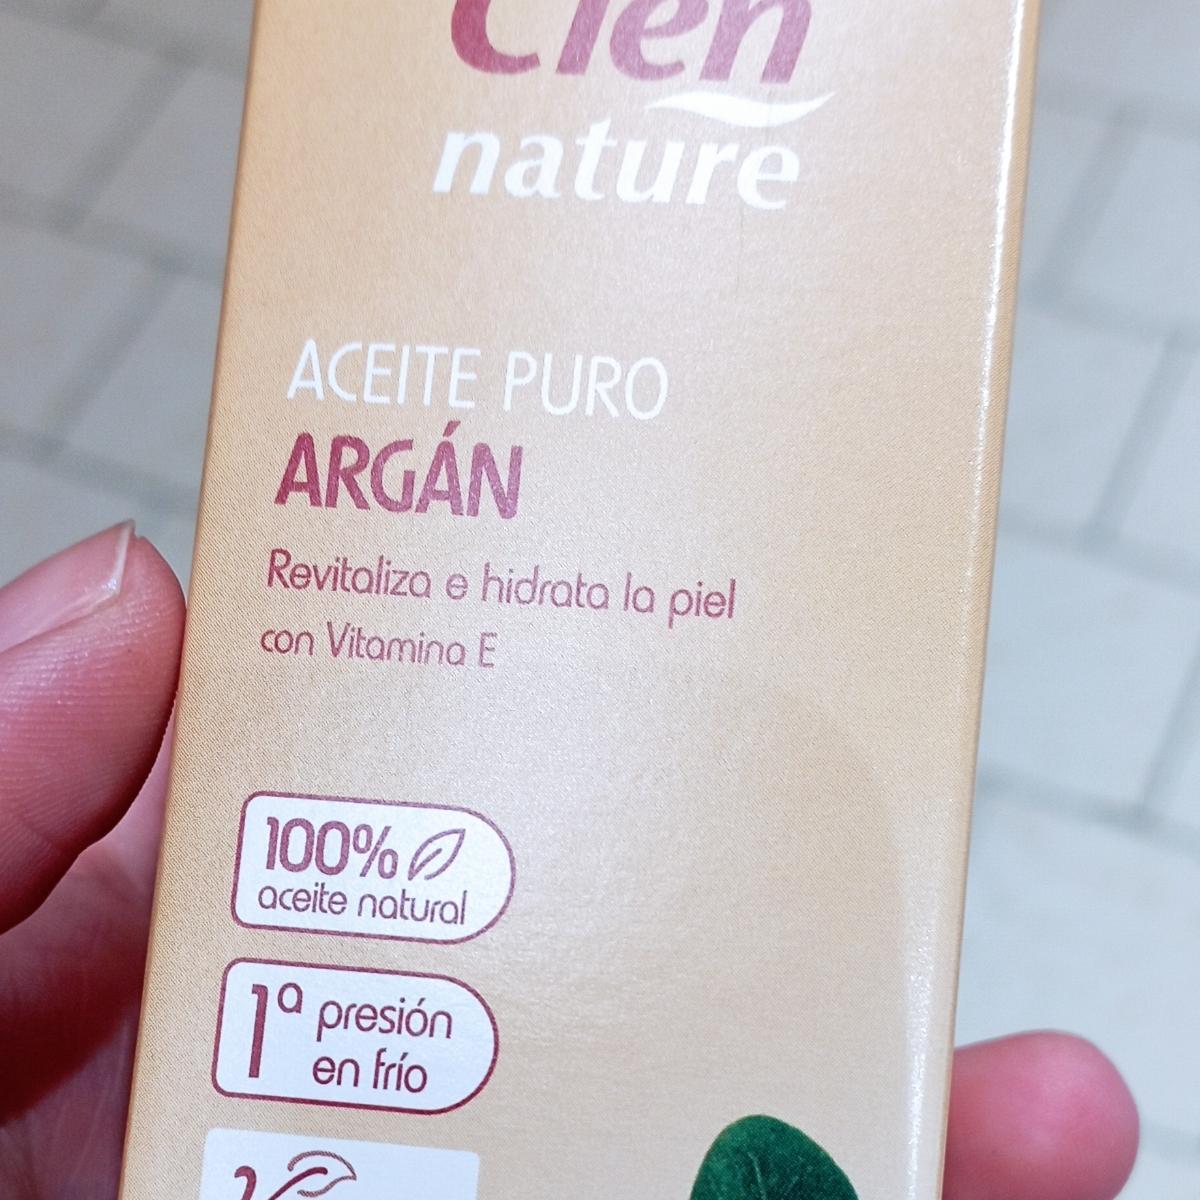 Cien
nature
ACEITE PURO
ARGÁN
Revitaliza e hidrata la piel
con Vitamina E
100%
aceite natural
1ª presión
en frío